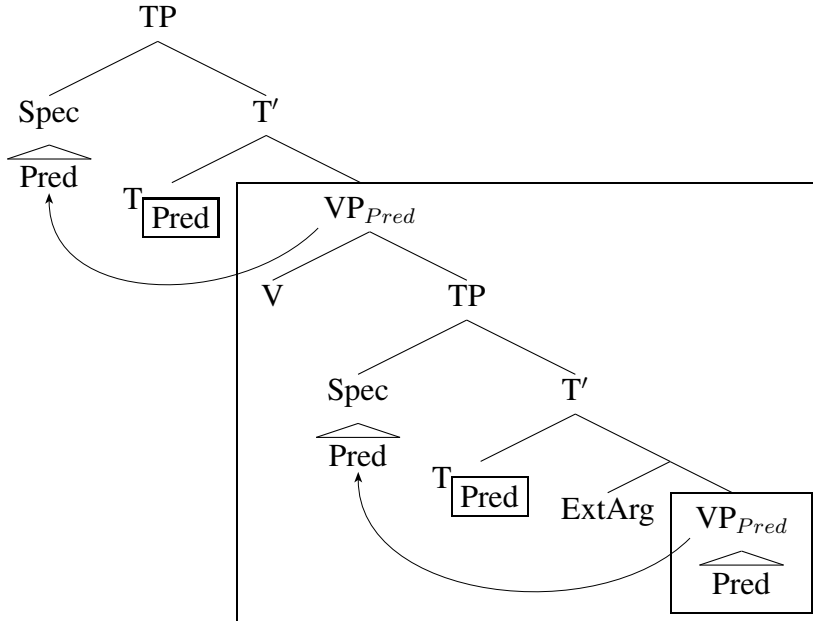 TP
Spec T′
Pred T Pred VP_Pred
V TP
Spec T′
Pred T Pred ExtArg VP_Pred
Pred